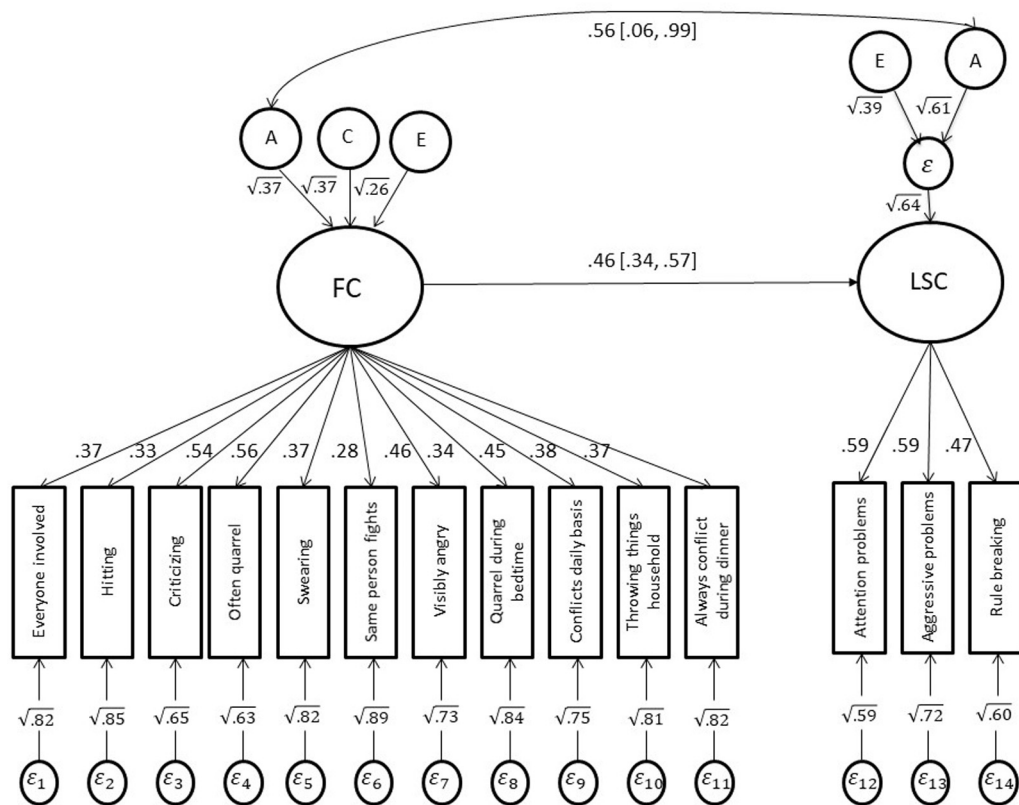 .56 [.06, .99]
E
A
√.39
√.61
A
C
E
ε
√.37
√.37
√.26
√.64
FC
.46 [.34, .57]
LSC
.37
.33
.54
.56
.37
.28
.46
.34
.45
.38
.37
.59
.59
.47
Everyone involved
Hitting
Criticizing
Often quarrel
Swearing
Same person fights
Visibly angry
Quarrel during
bedtime
Conflicts daily basis
Throwing things
household
Always conflict
during dinner
Attention problems
Aggressive problems
Rule breaking
√.82
√.85
√.65
√.63
√.82
√.89
√.73
√.84
√.75
√.81
√.82
√.59
√.72
√.60
ε1
ε2
ε3
ε4
ε5
ε6
ε7
ε8
ε9
ε10
ε11
ε12
ε13
ε14